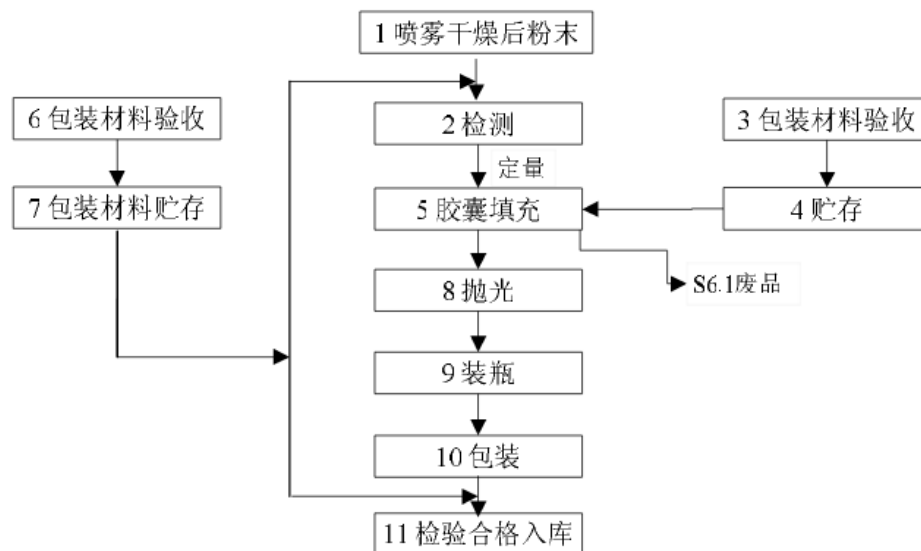 1 喷雾干燥后粉末
6 包装材料验收
2 检测
3 包装材料验收
定量
7 包装材料贮存
5 胶囊填充
4 贮存
S6.1废品
8 抛光
9 装瓶
10 包装
11 检验合格入库